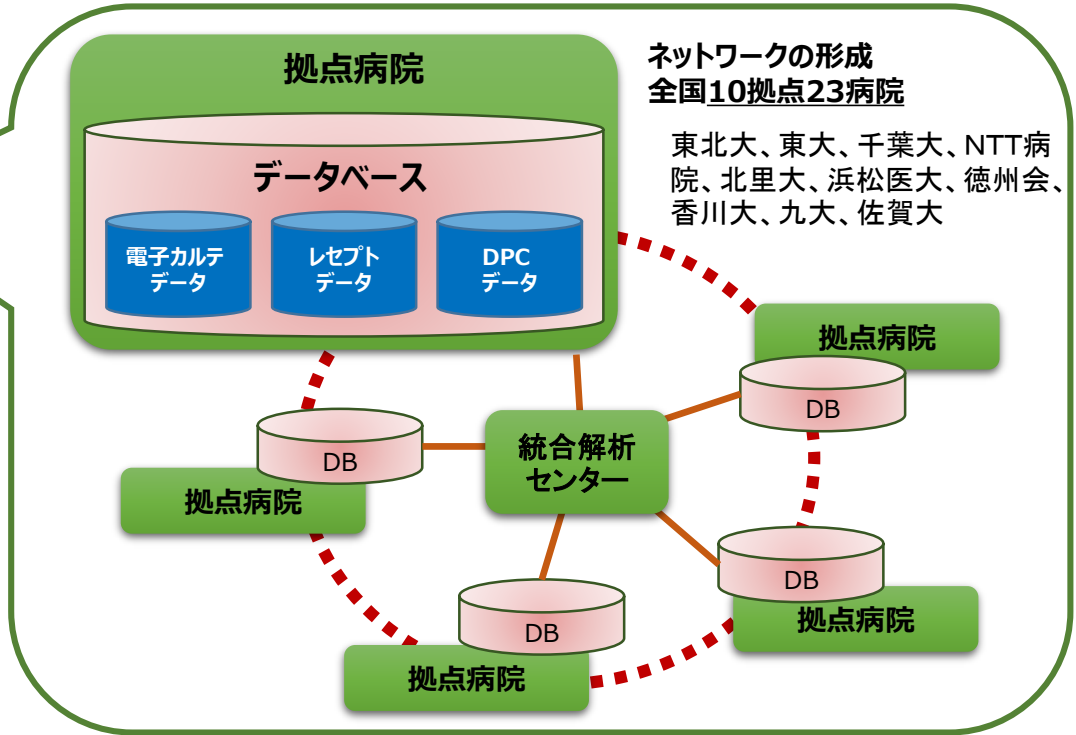 拠点病院
データベース
電子カルテ
データ
レセプト
データ
DPC
データ
ネットワークの形成
全国10拠点23病院
東北大、東大、千葉大、NTT病
院、北里大、浜松医大、徳州会、
香川大、九大、佐賀大
拠点病院
DB
統合解析
センター
DB
拠点病院
DB
拠点病院
DB
拠点病院